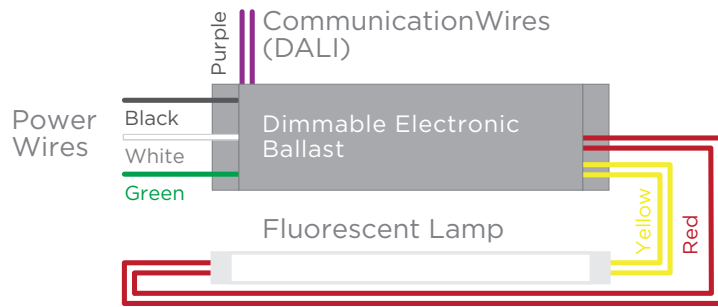 Purple
CommunicationWires
(DALI)
Power
Wires
Black
White
Green
Dimmable Electronic
Ballast
Yellow
Red
Fluorescent Lamp